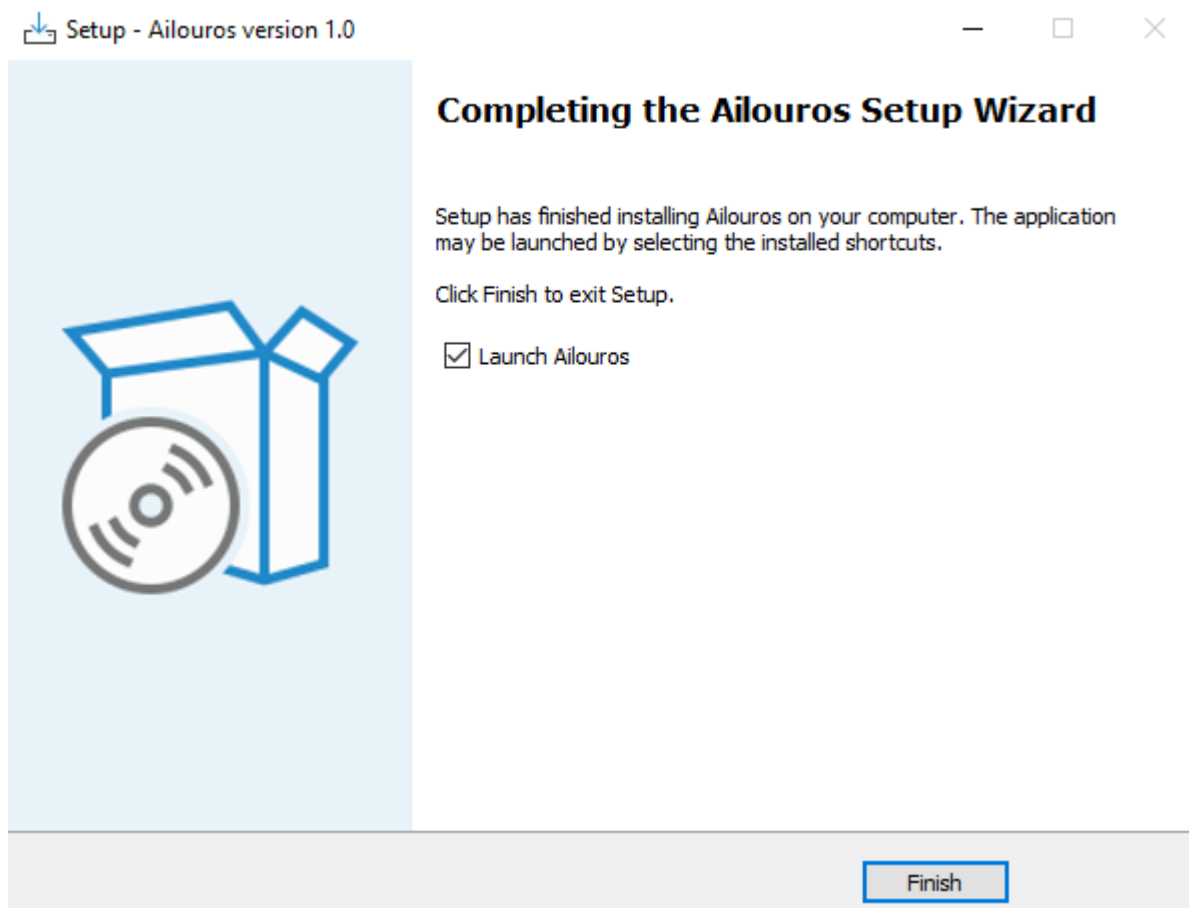 Setup - Ailouros version 1.0
Completing the Ailouros Setup Wizard
Setup has finished installing Ailouros on your computer. The application
may be launched by selecting the installed shortcuts.
Click Finish to exit Setup.
Launch Ailouros
Finish